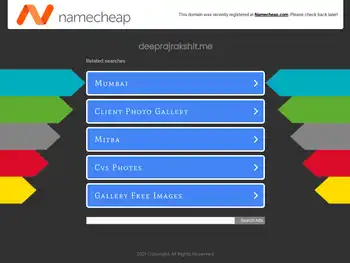 namecheap
This domain was recently registered at Namecheap.com. Please check back later!
deeprajrakshit.me
Related searches
Mumbai
Client Photo Gallery
Mitra
Cvs Photes
Gallery Free Images
Search Ads
2021 Copyright. All Rights Reserved.